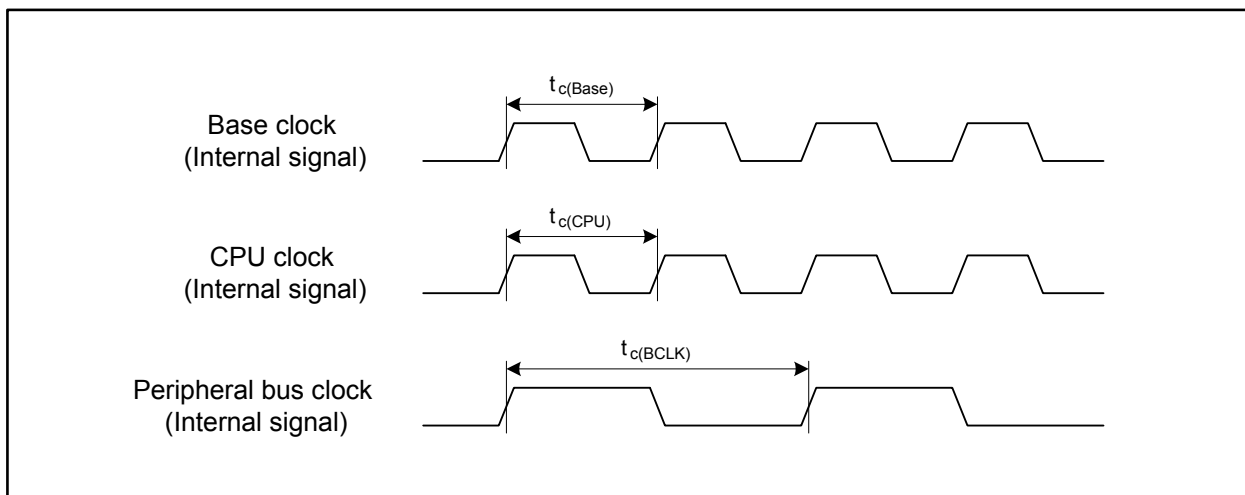 t c(Base)
Base clock
(Internal signal)
t c(CPU)
CPU clock
(Internal signal)
t c(BCLK)
Peripheral bus clock
(Internal signal)